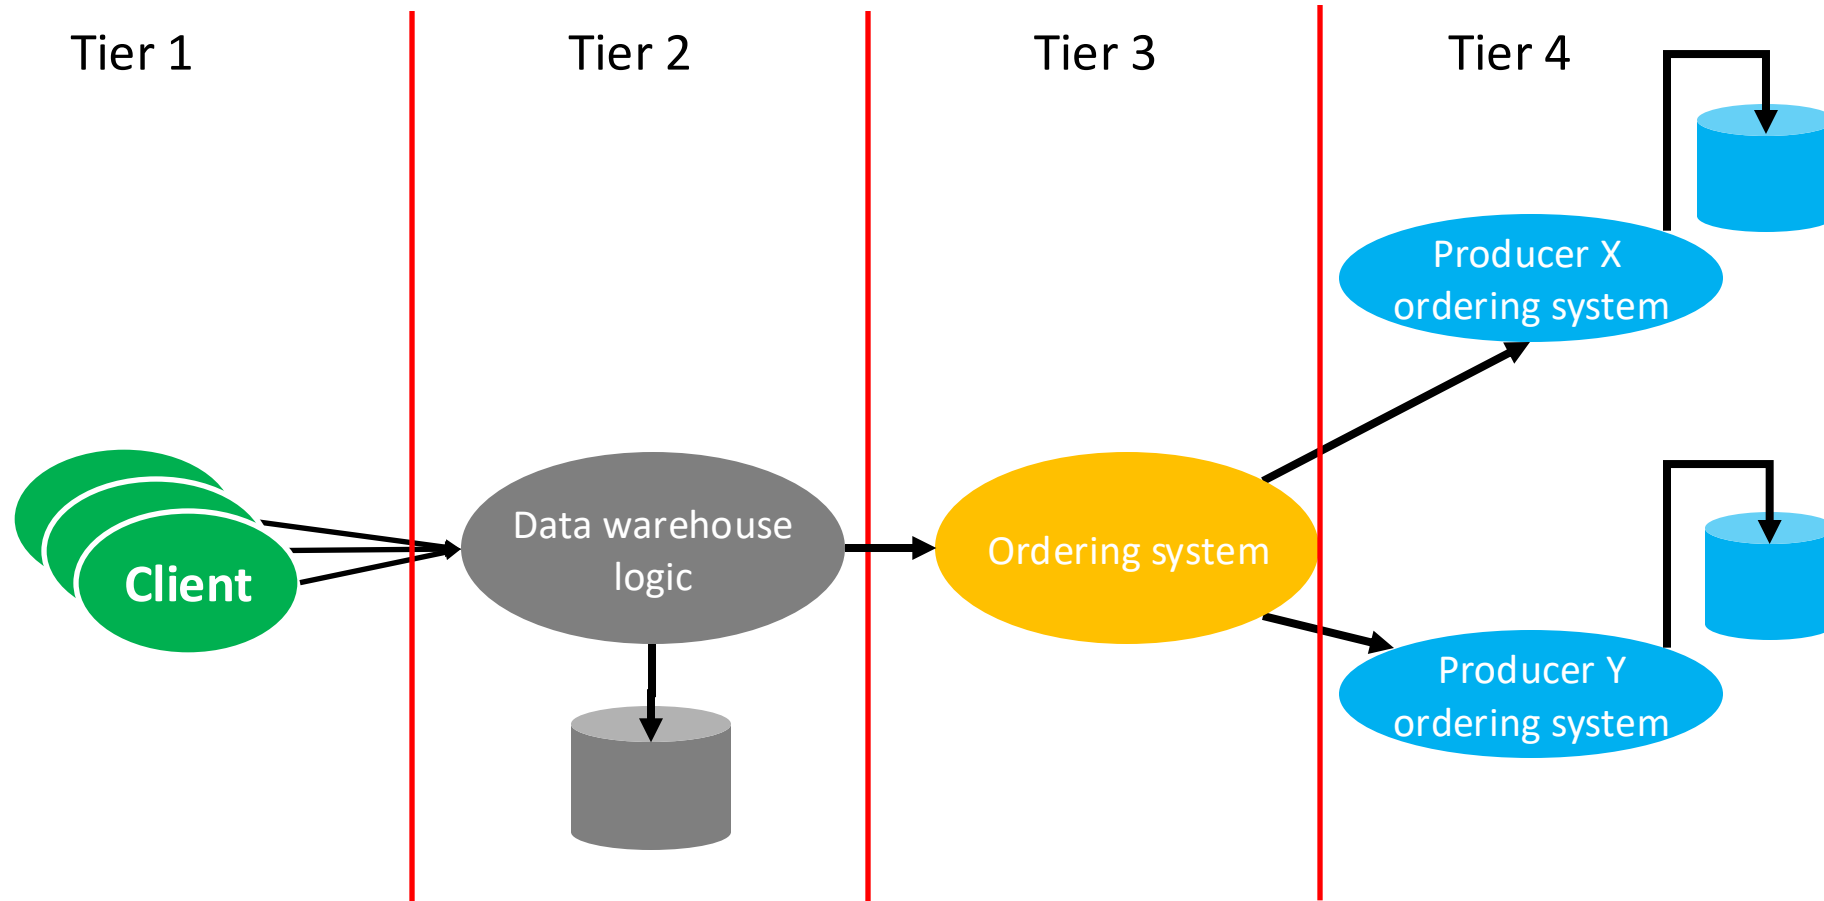 Tier 1
Tier 2
Tier 3
Tier 4
Producer X
ordering system
Client
Data warehouse
logic
Ordering system
Producer Y
ordering system